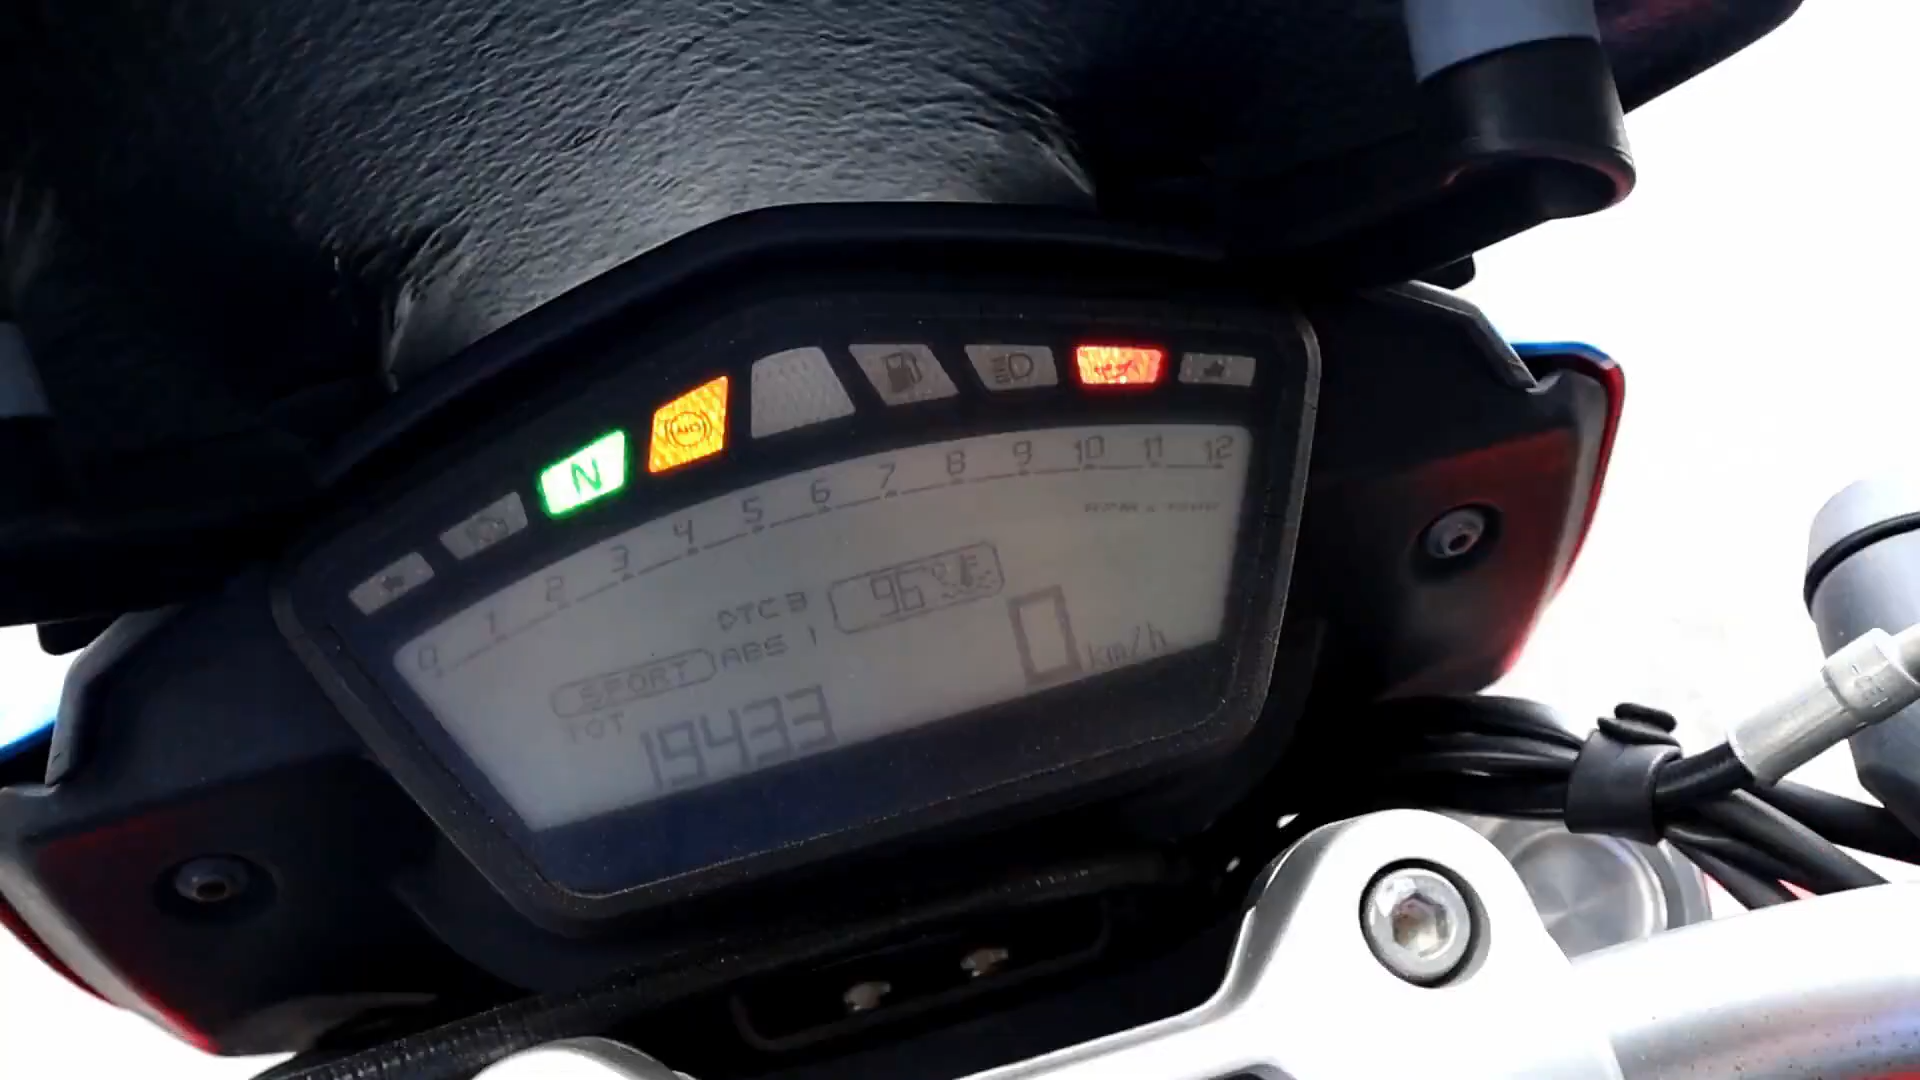 N
ABS
0 1 2 3 4 5 6 7 8 9 10 11 12
DTC 3
96°
ABS 1
SPORT
0 km/h
TOT
19433